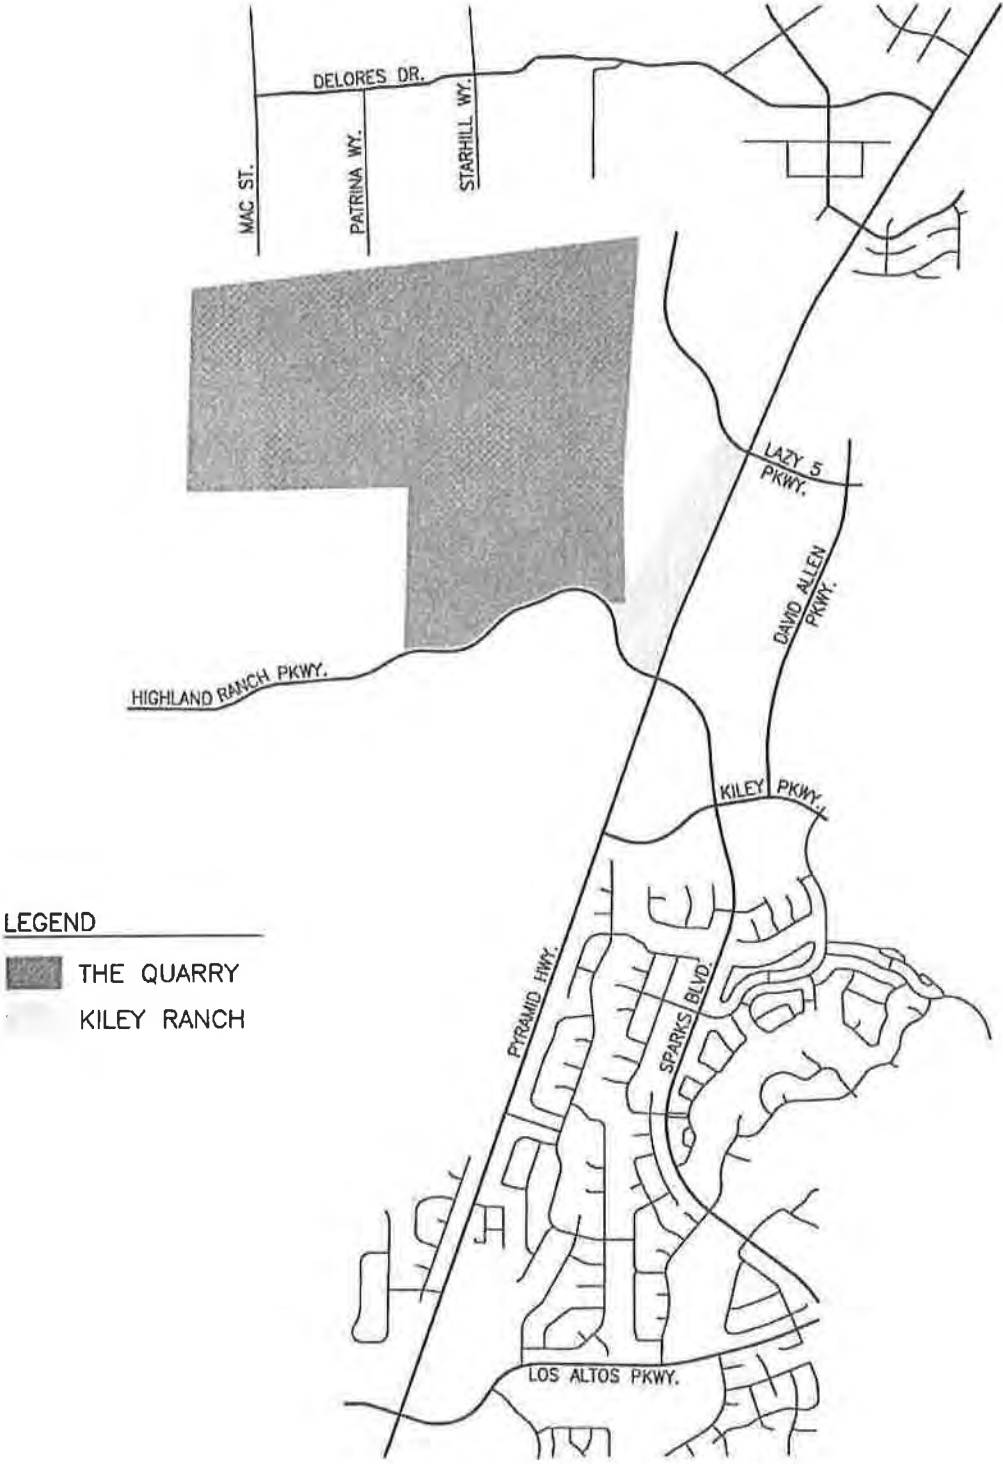 DELORES DR.
MAC ST.
PATRINA WY.
STARHILL WY.
LAZY 5
PKWY.
DAVID ALLEN
PKWY.
HIGHLAND RANCH PKWY.
KILEY PKWY.
LEGEND
THE QUARRY
KILEY RANCH
PYRAMID HWY.
SPARKS BLVD.
LOS ALTOS PKWY.